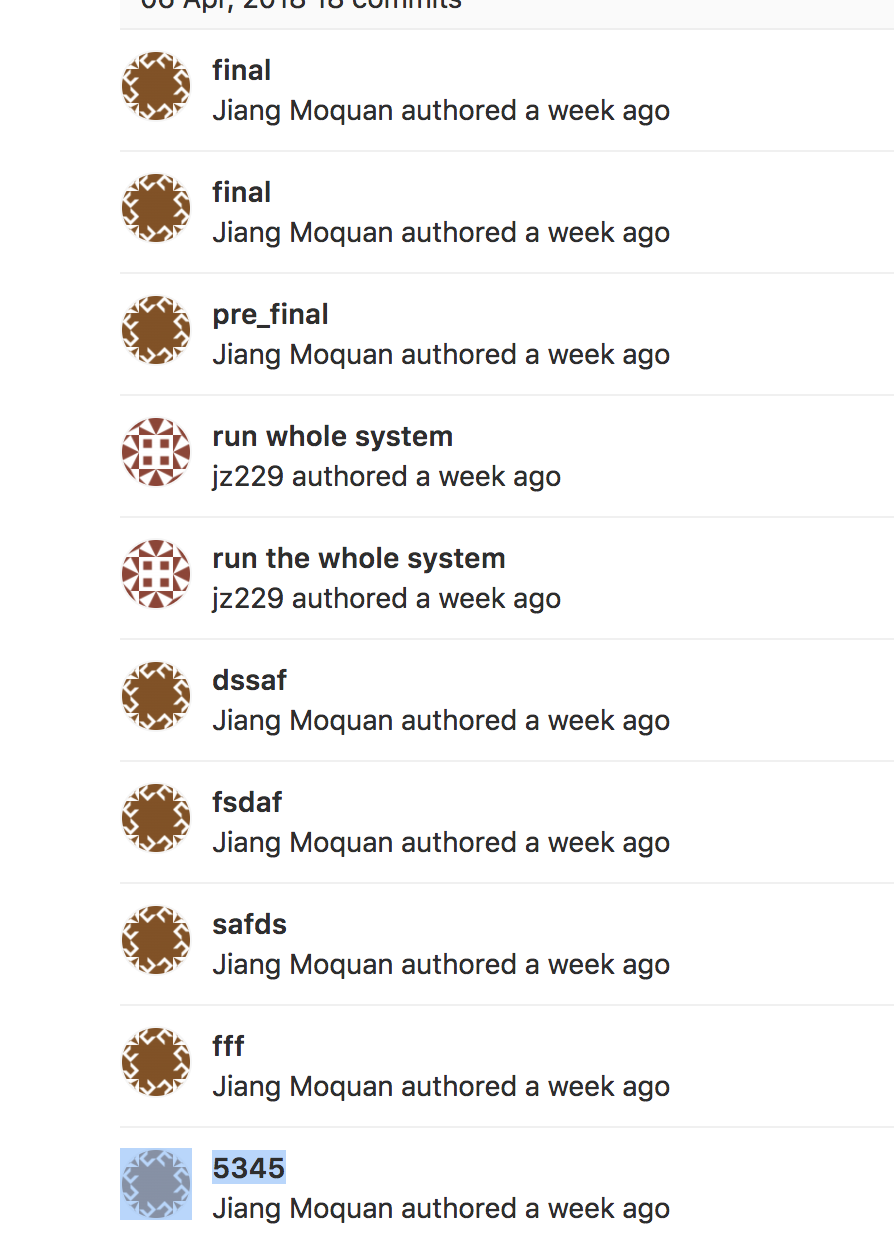 06 Apr, 2018 18 commits
final
Jiang Moquan authored a week ago
final
Jiang Moquan authored a week ago
pre_final
Jiang Moquan authored a week ago
run whole system
jz229 authored a week ago
run the whole system
jz229 authored a week ago
dssaf
Jiang Moquan authored a week ago
fsdaf
Jiang Moquan authored a week ago
safds
Jiang Moquan authored a week ago
fff
Jiang Moquan authored a week ago
5345
Jiang Moquan authored a week ago